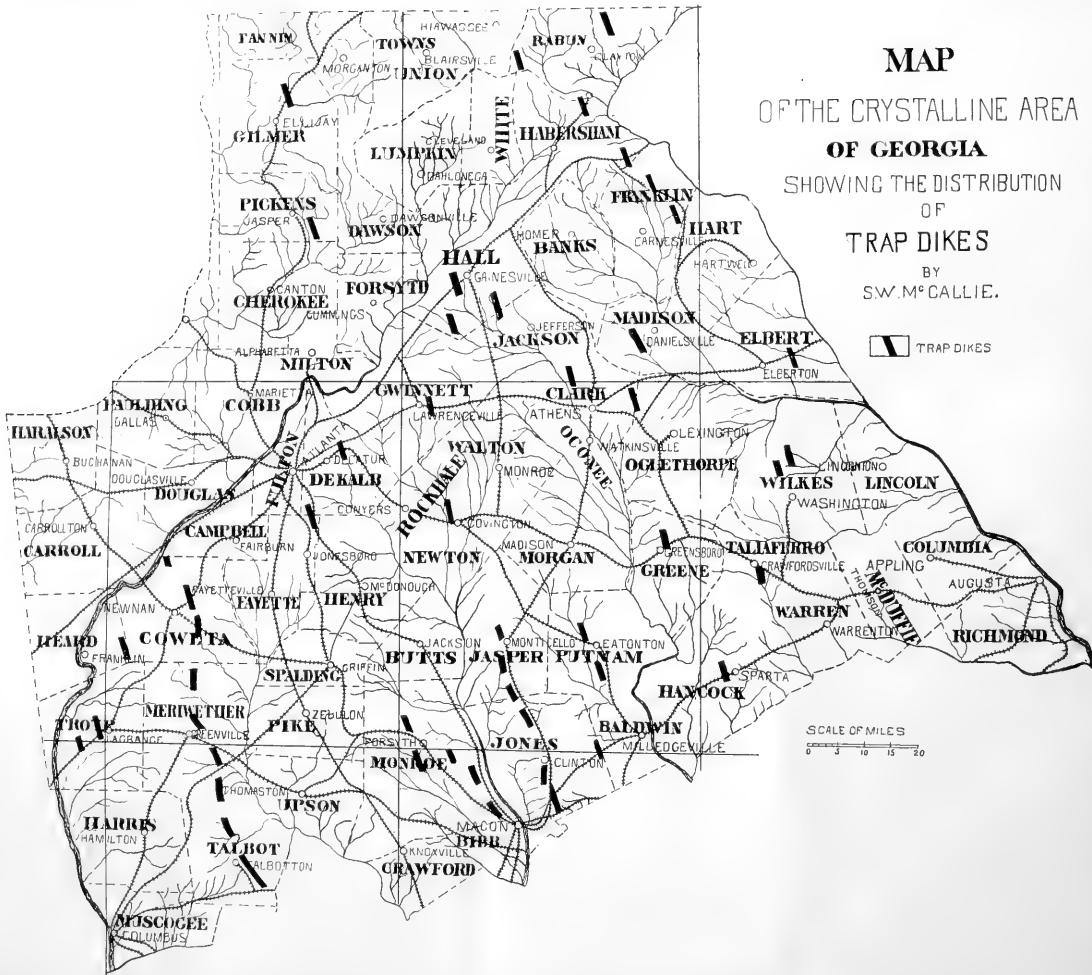 MAP
OF THE CRYSTALLINE AREA
OF GEORGIA
SHOWING THE DISTRIBUTION
OF
TRAP DIKES
BY
S.W. McCALLIE.
TRAP DIKES
HIAWASSEE
FANNIN
TOWNS
RABUN
CLAYTON
MORGANTON
BLAIRSVILLE
UNION
ELLIJAY
GILMER
CLEVELAND
LUMPKIN
WHITE
HABERSHAM
DAHLONEGA
PICKENS
JASPER
DAWSONVILLE
DAWSON
FRANKLIN
HART
HOMER
BANKS
CARNESVILLE
HARTWELL
HALL
GAINESVILLE
CANTON
CHEROKEE
FORSYTD
CUMMINGS
JEFFERSON
JACKSON
MADISON
DANIELSVILLE
ELBERT
ELBERTON
ALPHARETTA
MILTON
MARIETTA
PAULDING
DALLAS
COBB
GWINNETT
LAWRENCEVILLE
CLARK
ATHENS
HARALSON
BUCHANAN
ATLANTA
DECATUR
DEKALB
WALTON
MONROE
OCONEE
WATKINSVILLE
LEXINGTON
OGLETHORPE
DOUGLASVILLE
DOUGLAS
FULTON
CONYERS
ROCKDALE
WILKES
LINCOLNTON
LINCOLN
WASHINGTON
CARROLLTON
CARROLL
CAMPBELL
FAIRBURN
JONESBORO
COVINGTON
NEWTON
MADISON
MORGAN
GREENSBORO
GREENE
TALIAFERRO
CRAWFORDSVILLE
COLUMBIA
APPLING
AUGUSTA
McDUFFIE
THOMSON
FAYETTEVILLE
FAYETTE
HENRY
McDONOUGH
NEWNAN
COWETA
WARREN
WARRENTON
RICHMOND
HEARD
FRANKLIN
JACKSON
BUTTS
MONTICELLO
JASPER
EATONTON
PUTNAM
SPALDING
GRIFFIN
SPARTA
HANCOCK
TROUP
LAGRANGE
MERIWETHER
GREENVILLE
PIKE
ZEBULON
FORSYTH
MONROE
JONES
CLINTON
BALDWIN
MILLEDGEVILLE
SCALE OF MILES
0 5 10 15 20
THOMASTON
UPSON
HARRIS
HAMILTON
TALBOT
TALBOTTON
MACON
BIBB
KNOXVILLE
CRAWFORD
MUSCOGEE
COLUMBUS